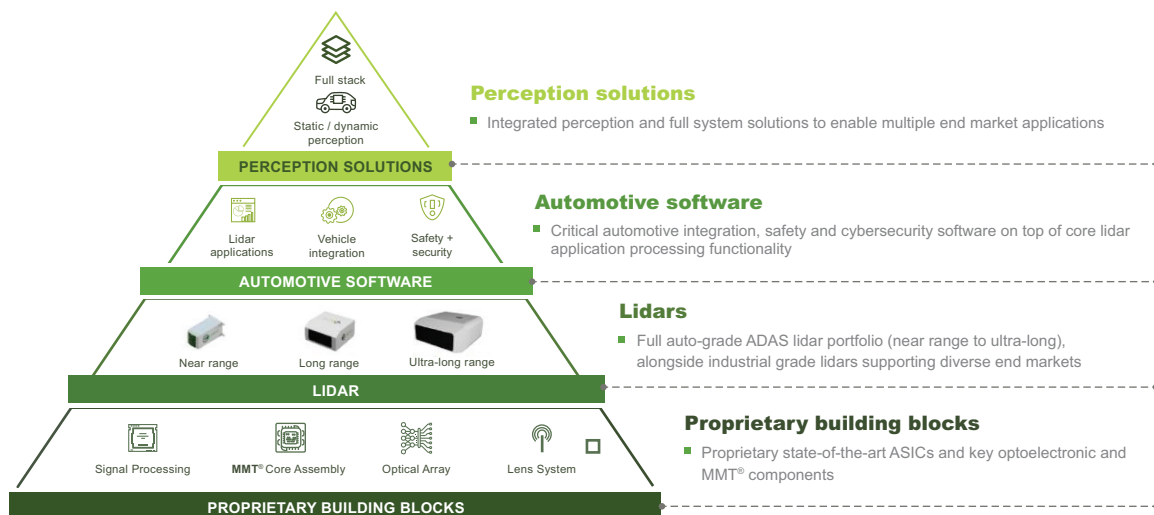 Full stack
Static / dynamic
perception
PERCEPTION SOLUTIONS
Perception solutions
Integrated perception and full system solutions to enable multiple end market applications
Lidar
applications
Vehicle
integration
Safety +
security
AUTOMOTIVE SOFTWARE
Automotive software
Critical automotive integration, safety and cybersecurity software on top of core lidar
application processing functionality
Near range
Long range
Ultra-long range
LIDAR
Lidars
Full auto-grade ADAS lidar portfolio (near range to ultra-long),
alongside industrial grade lidars supporting diverse end markets
Signal Processing
MMT® Core Assembly
Optical Array
Lens System
PROPRIETARY BUILDING BLOCKS
Proprietary building blocks
Proprietary state-of-the-art ASICs and key optoelectronic and
MMT® components